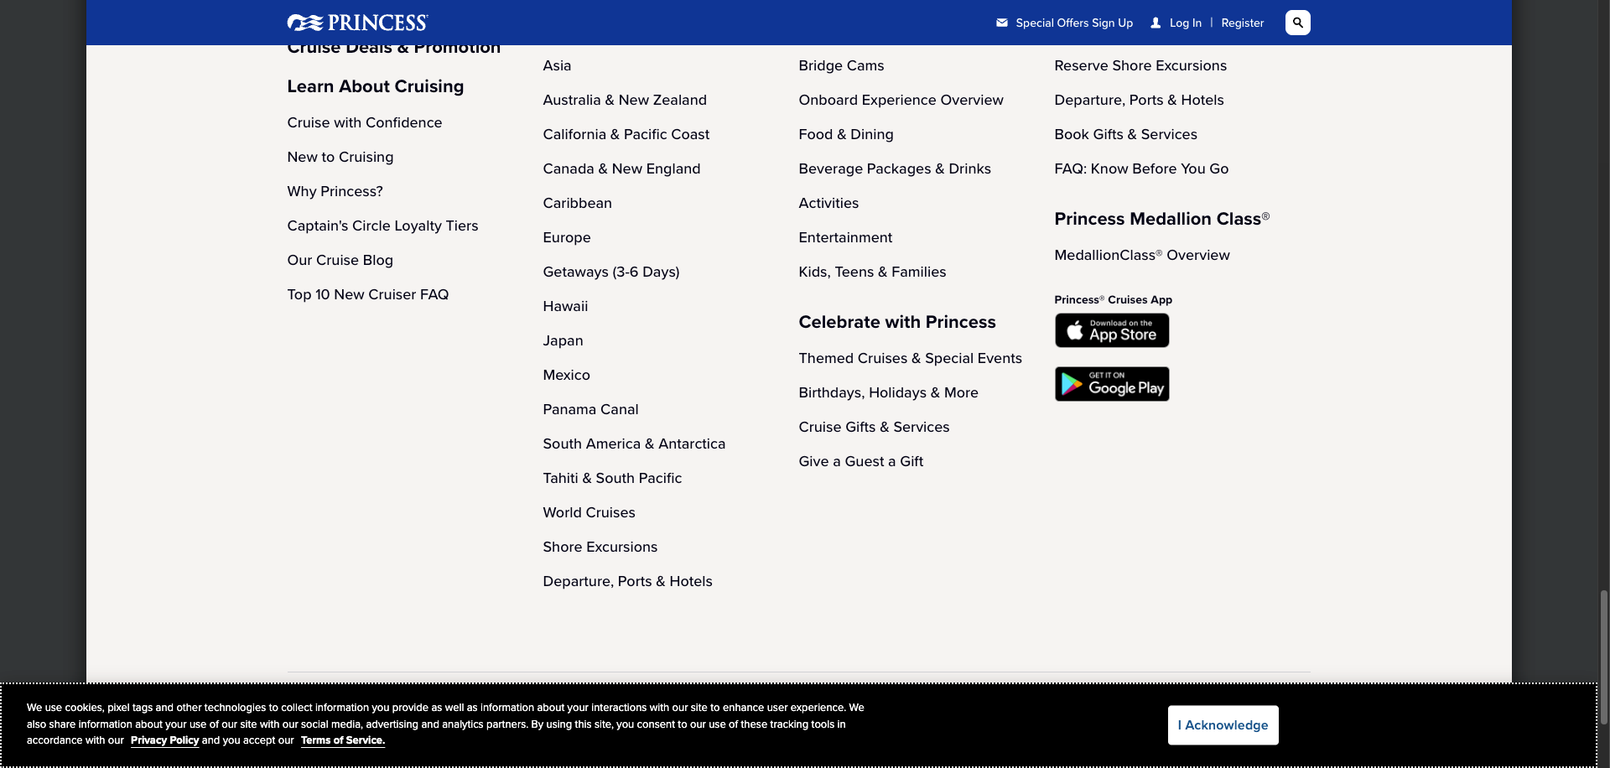 PRINCESS
Special Offers Sign Up
Log In | Register
Cruise Deals & Promotion
Learn About Cruising
Cruise with Confidence
New to Cruising
Why Princess?
Captain's Circle Loyalty Tiers
Our Cruise Blog
Top 10 New Cruiser FAQ
Asia
Australia & New Zealand
California & Pacific Coast
Canada & New England
Caribbean
Europe
Getaways (3-6 Days)
Hawaii
Japan
Mexico
Panama Canal
South America & Antarctica
Tahiti & South Pacific
World Cruises
Shore Excursions
Departure, Ports & Hotels
Bridge Cams
Onboard Experience Overview
Food & Dining
Beverage Packages & Drinks
Activities
Entertainment
Kids, Teens & Families
Celebrate with Princess
Themed Cruises & Special Events
Birthdays, Holidays & More
Cruise Gifts & Services
Give a Guest a Gift
Reserve Shore Excursions
Departure, Ports & Hotels
Book Gifts & Services
FAQ: Know Before You Go
Princess Medallion Class®
MedallionClass® Overview
Princess® Cruises App
Download on the
App Store
GET IT ON
Google Play
We use cookies, pixel tags and other technologies to collect information you provide as well as information about your interactions with our site to enhance user experience. We
also share information about your use of our site with our social media, advertising and analytics partners. By using this site, you consent to our use of these tracking tools in
accordance with our Privacy Policy and you accept our Terms of Service.
I Acknowledge